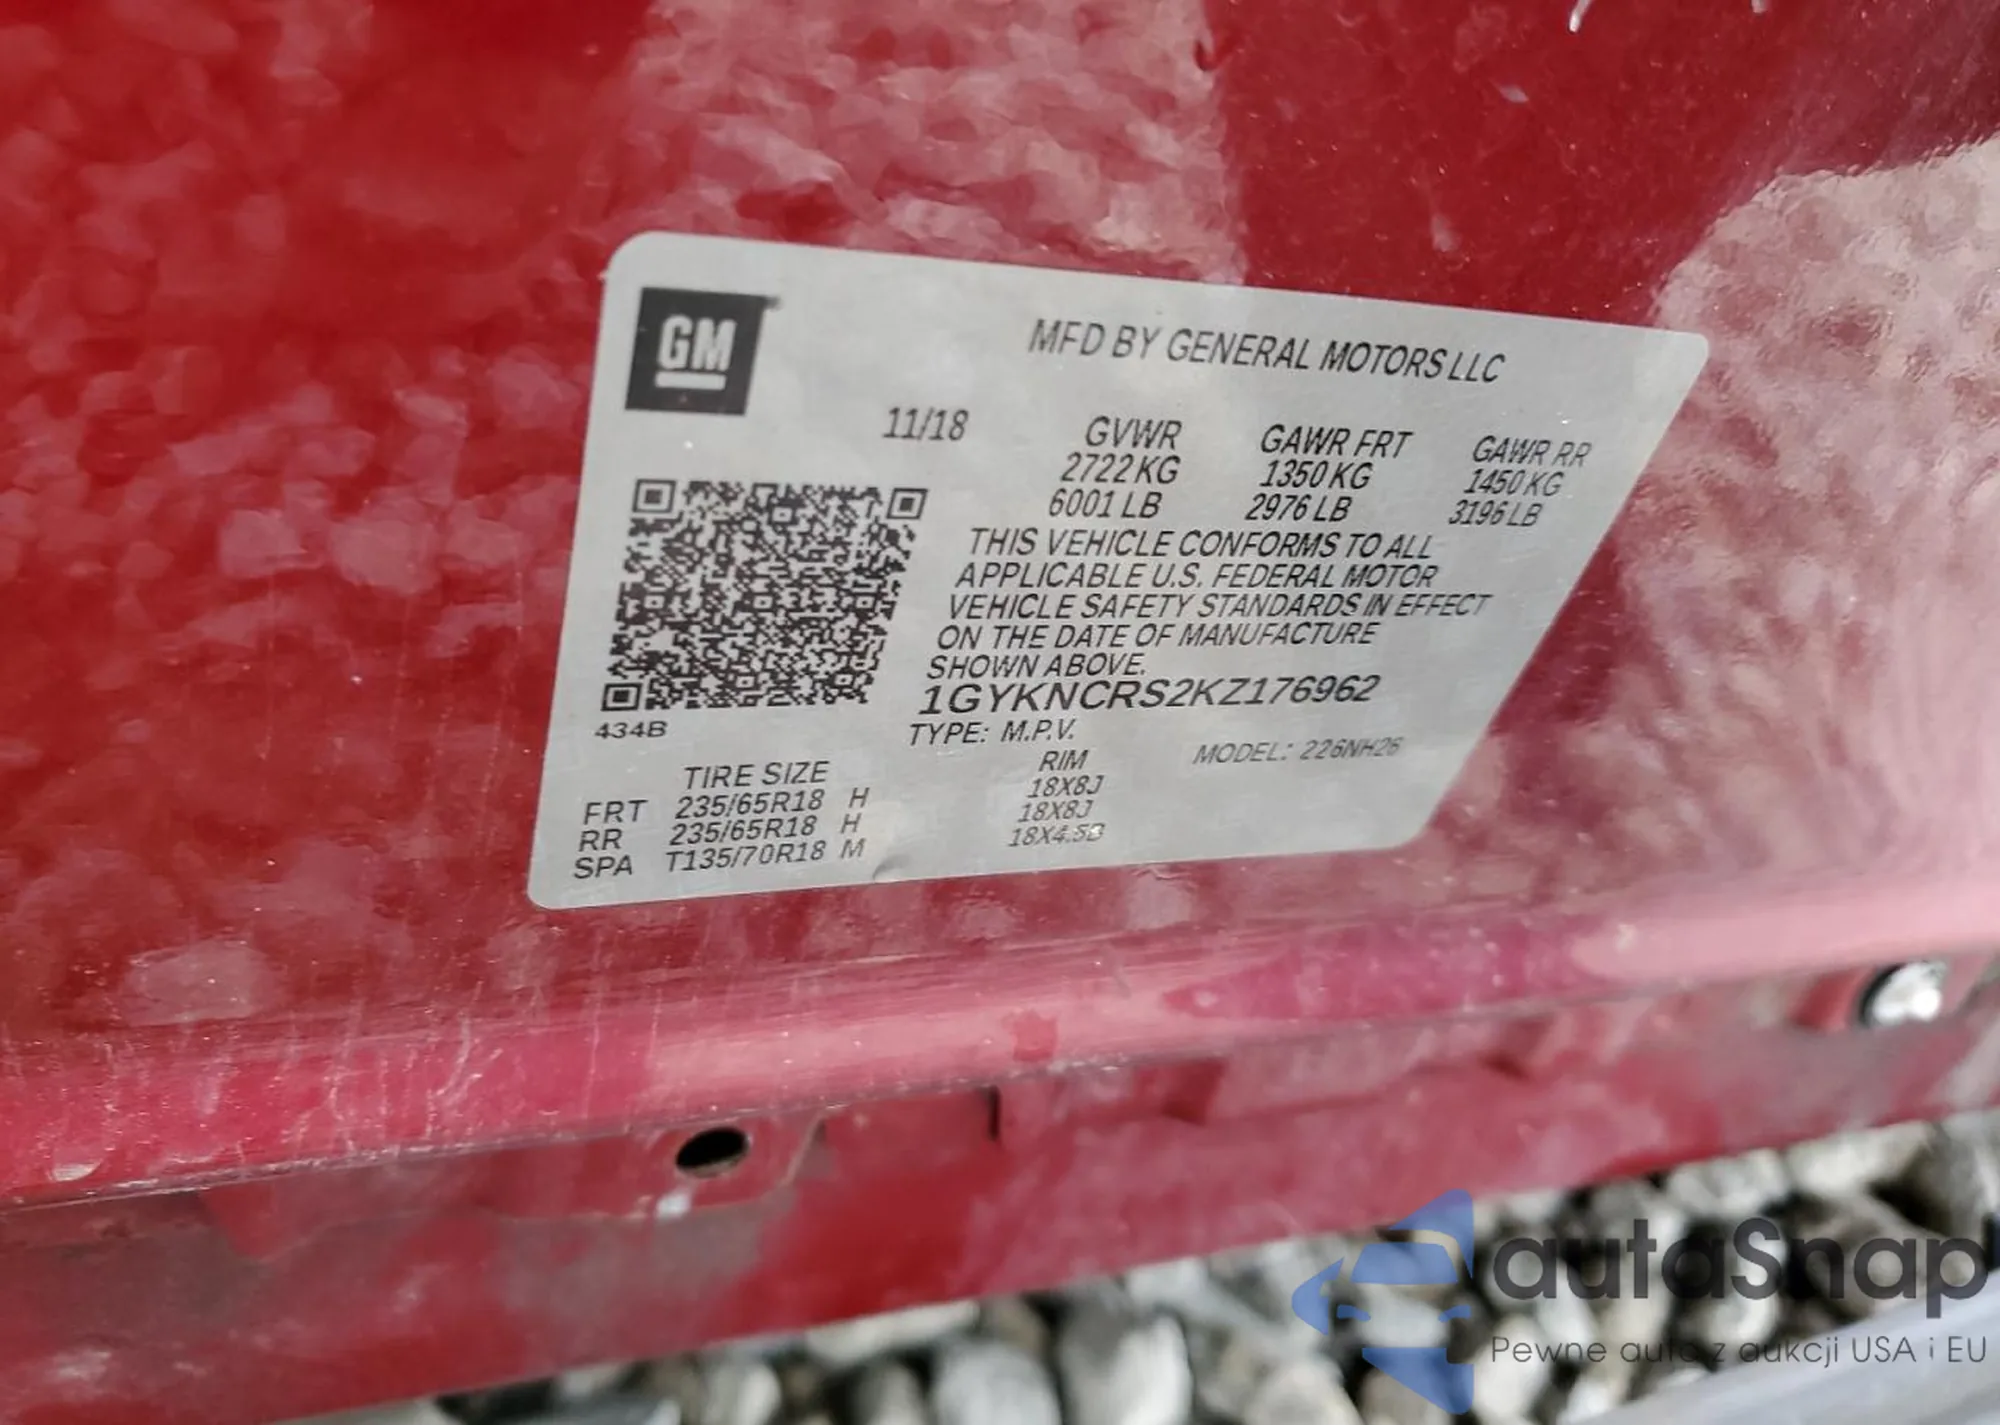 GM
MFD BY GENERAL MOTORS LLC
11/18 GVWR GAWR FRT GAWR RR
2722 KG 1350 KG 1450 KG
6001 LB 2976 LB 3196 LB
THIS VEHICLE CONFORMS TO ALL
APPLICABLE U.S. FEDERAL MOTOR
VEHICLE SAFETY STANDARDS IN EFFECT
ON THE DATE OF MANUFACTURE
SHOWN ABOVE.
1GYKNCRS2KZ176962
434B
TYPE: M.P.V. MODEL: 226NH26
TIRE SIZE RIM
FRT 235/65R18 H 18X8J
RR 235/65R18 H 18X8J
SPA T135/70R18 M 18X4.5B
autaSnap
Pewne auto z aukcji USA i EU